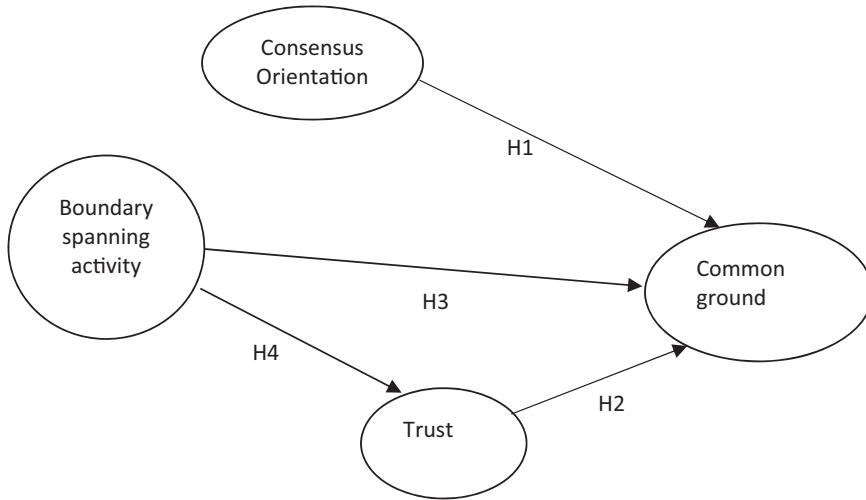 Consensus
Orientation
H1
Boundary
spanning
activity
Common
ground
H3
H4
H2
Trust